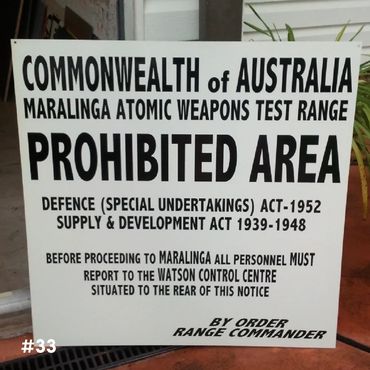 COMMONWEALTH of AUSTRALIA
MARALINGA ATOMIC WEAPONS TEST RANGE
PROHIBITED AREA
DEFENCE (SPECIAL UNDERTAKINGS) ACT-1952
SUPPLY & DEVELOPMENT ACT 1939-1948
BEFORE PROCEEDING TO MARALINGA ALL PERSONNEL MUST
REPORT TO THE WATSON CONTROL CENTRE
SITUATED TO THE REAR OF THIS NOTICE
BY ORDER
RANGE COMMANDER
#33